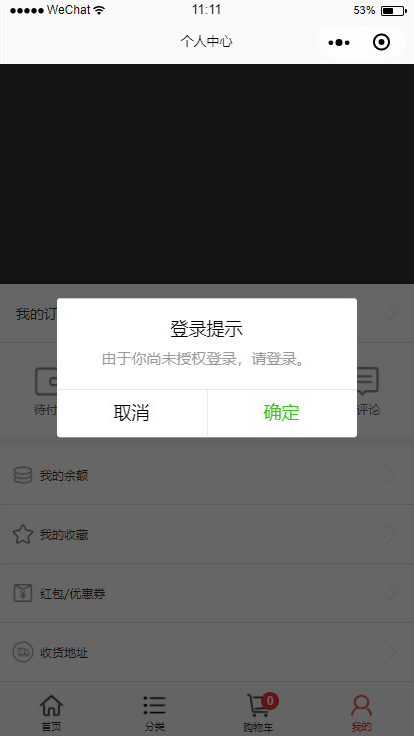 WeChat 11:11 53%
个人中心
我的订
登录提示
由于你尚未授权登录，请登录。
取消 确定
待付 评论
我的余额
我的收藏
红包/优惠券
收货地址
0
首页 分类 购物车 我的